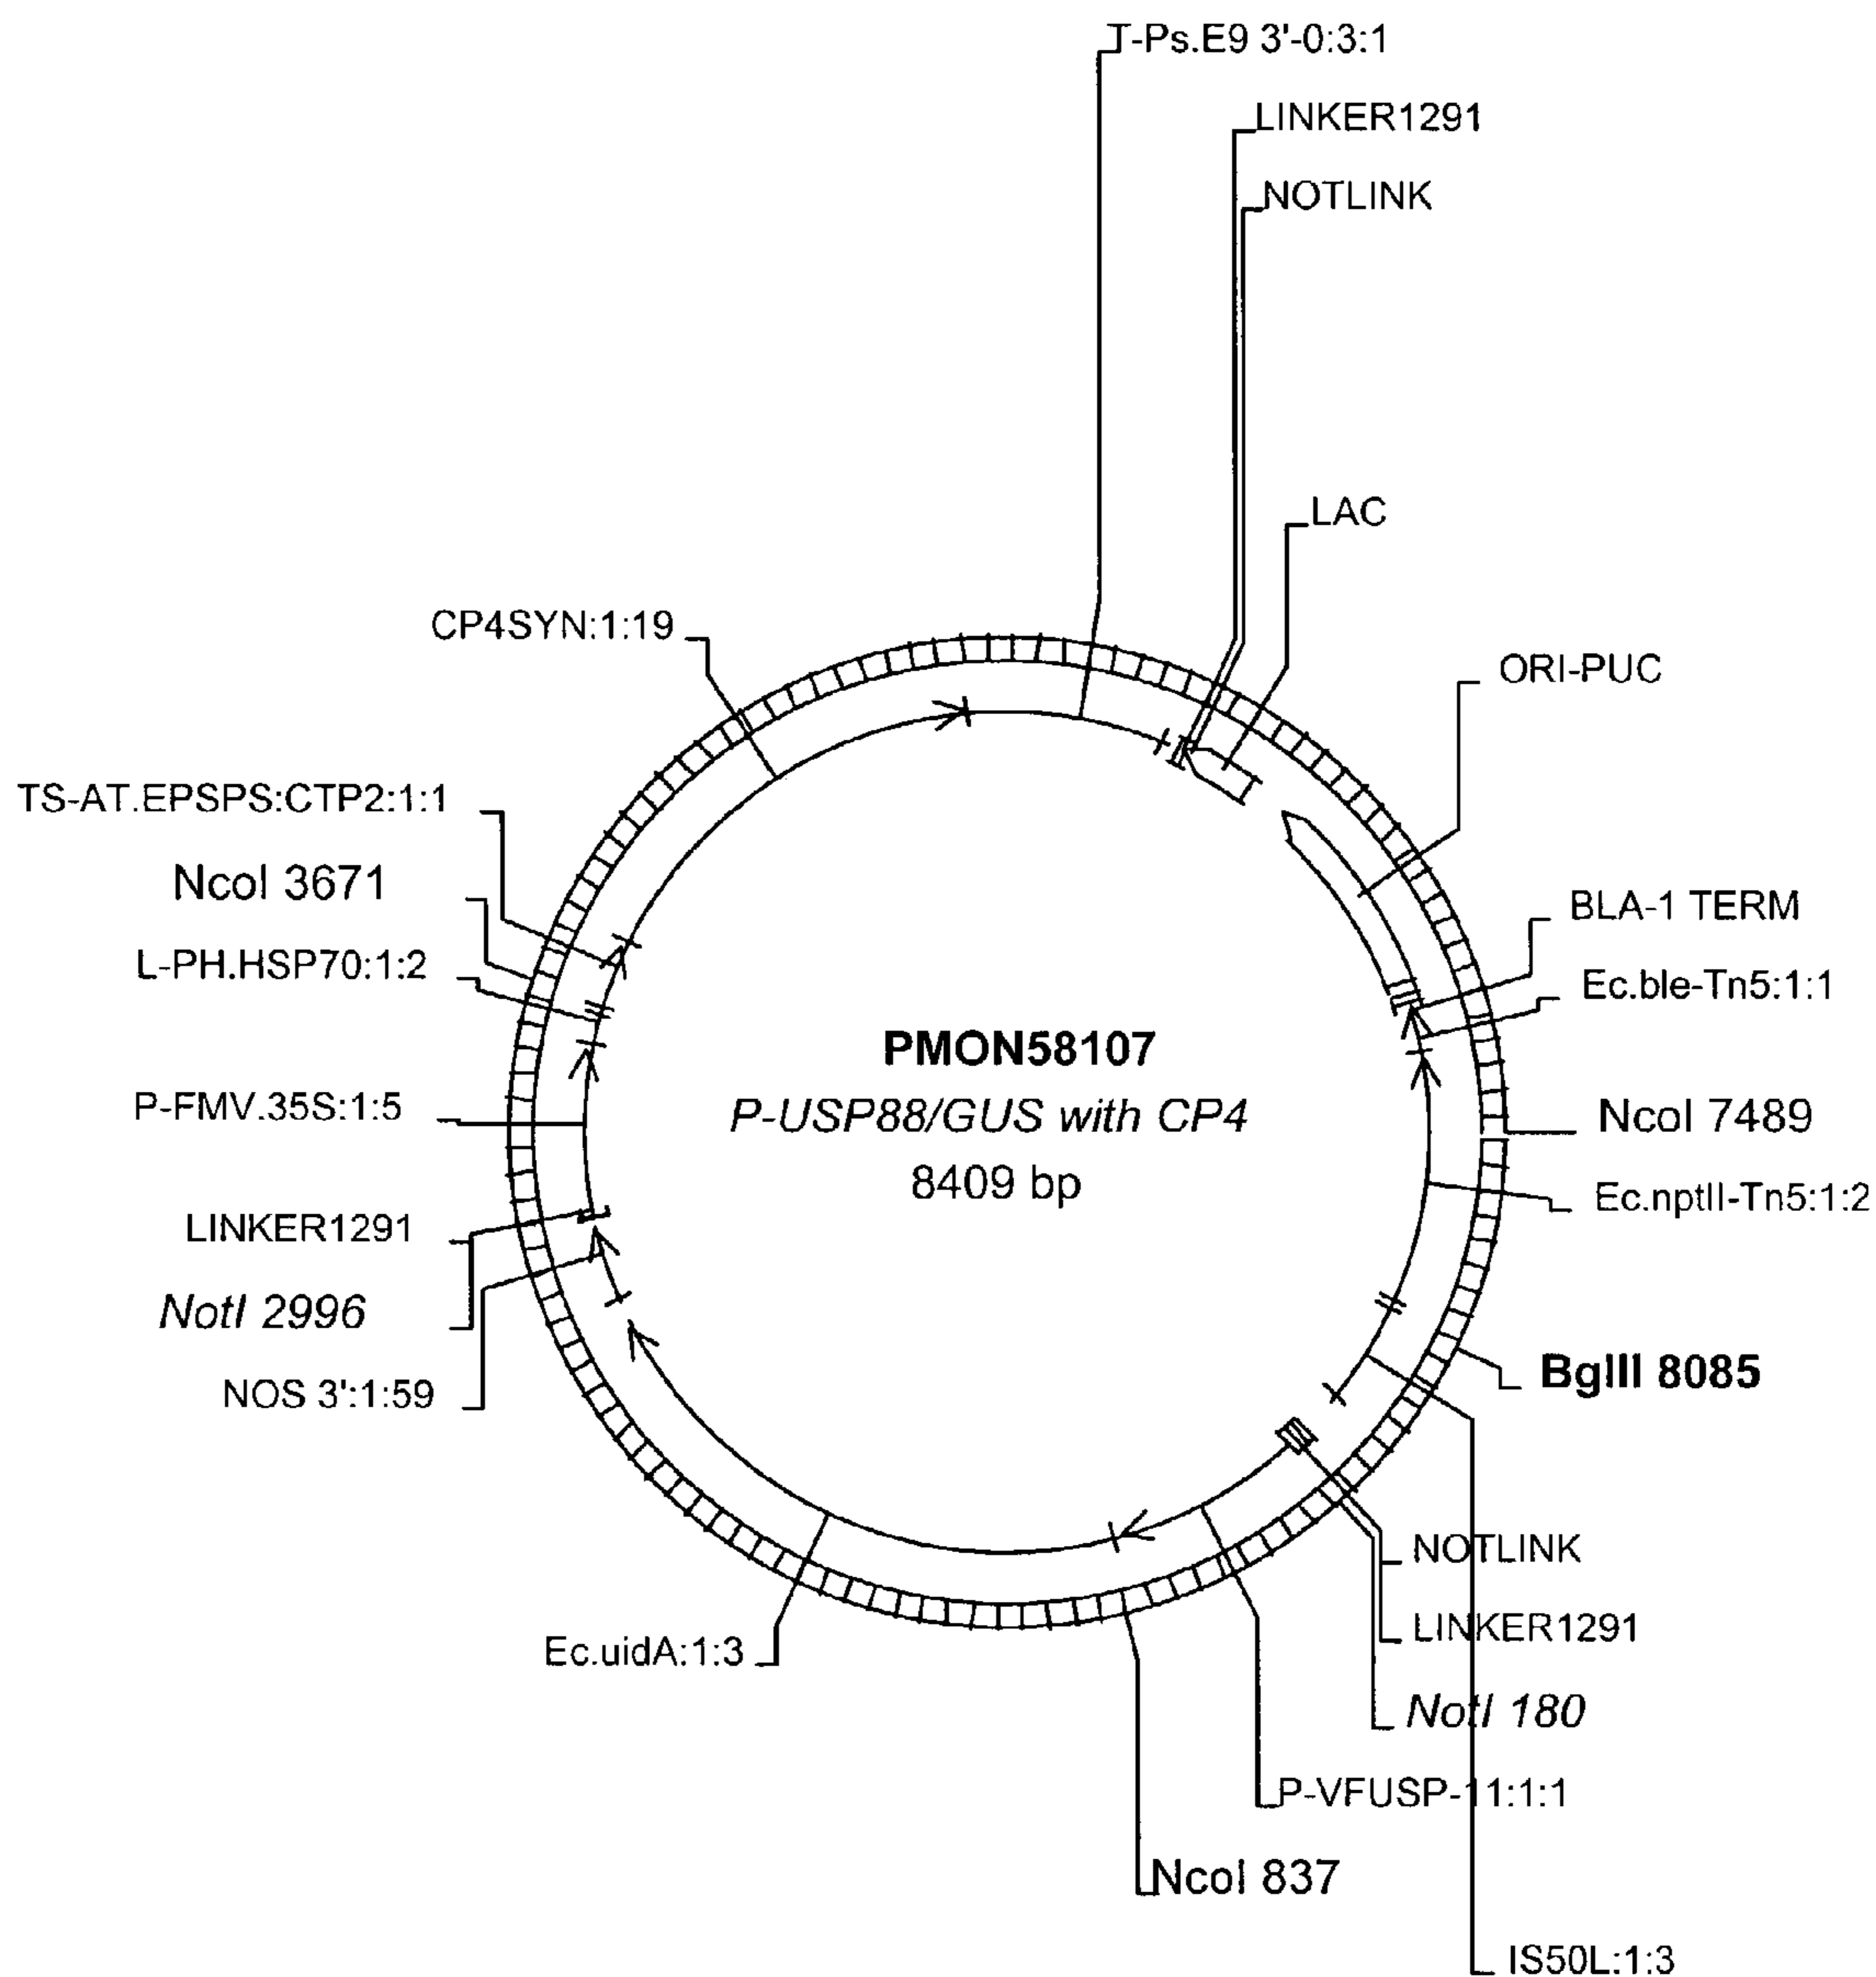 T-Ps.E9 3'-0:3:1
LINKER1291
NOTLINK
LAC
CP4SYN:1:19
ORI-PUC
TS-AT.EPSPS:CTP2:1:1
NcoI 3671
BLA-1 TERM
L-PH.HSP70:1:2
Ec.ble-Tn5:1:1
PMON58107
P-FMV.35S:1:5
P-USP88/GUS with CP4
NcoI 7489
8409 bp
Ec.nptII-Tn5:1:2
LINKER1291
NotI 2996
BglII 8085
NOS 3':1:59
NOTLINK
LINKER1291
Ec.uidA:1:3
NotI 180
P-VFUSP-11:1:1
NcoI 837
IS50L:1:3